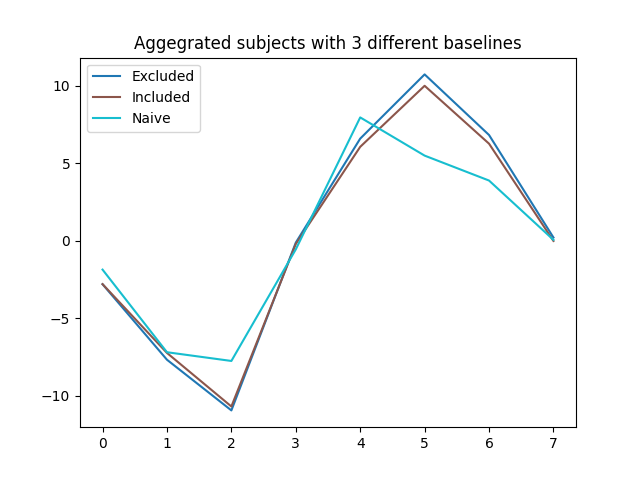 Aggegrated subjects with 3 different baselines
Excluded
Included
Naive
10
5
0
−5
−10
0 1 2 3 4 5 6 7